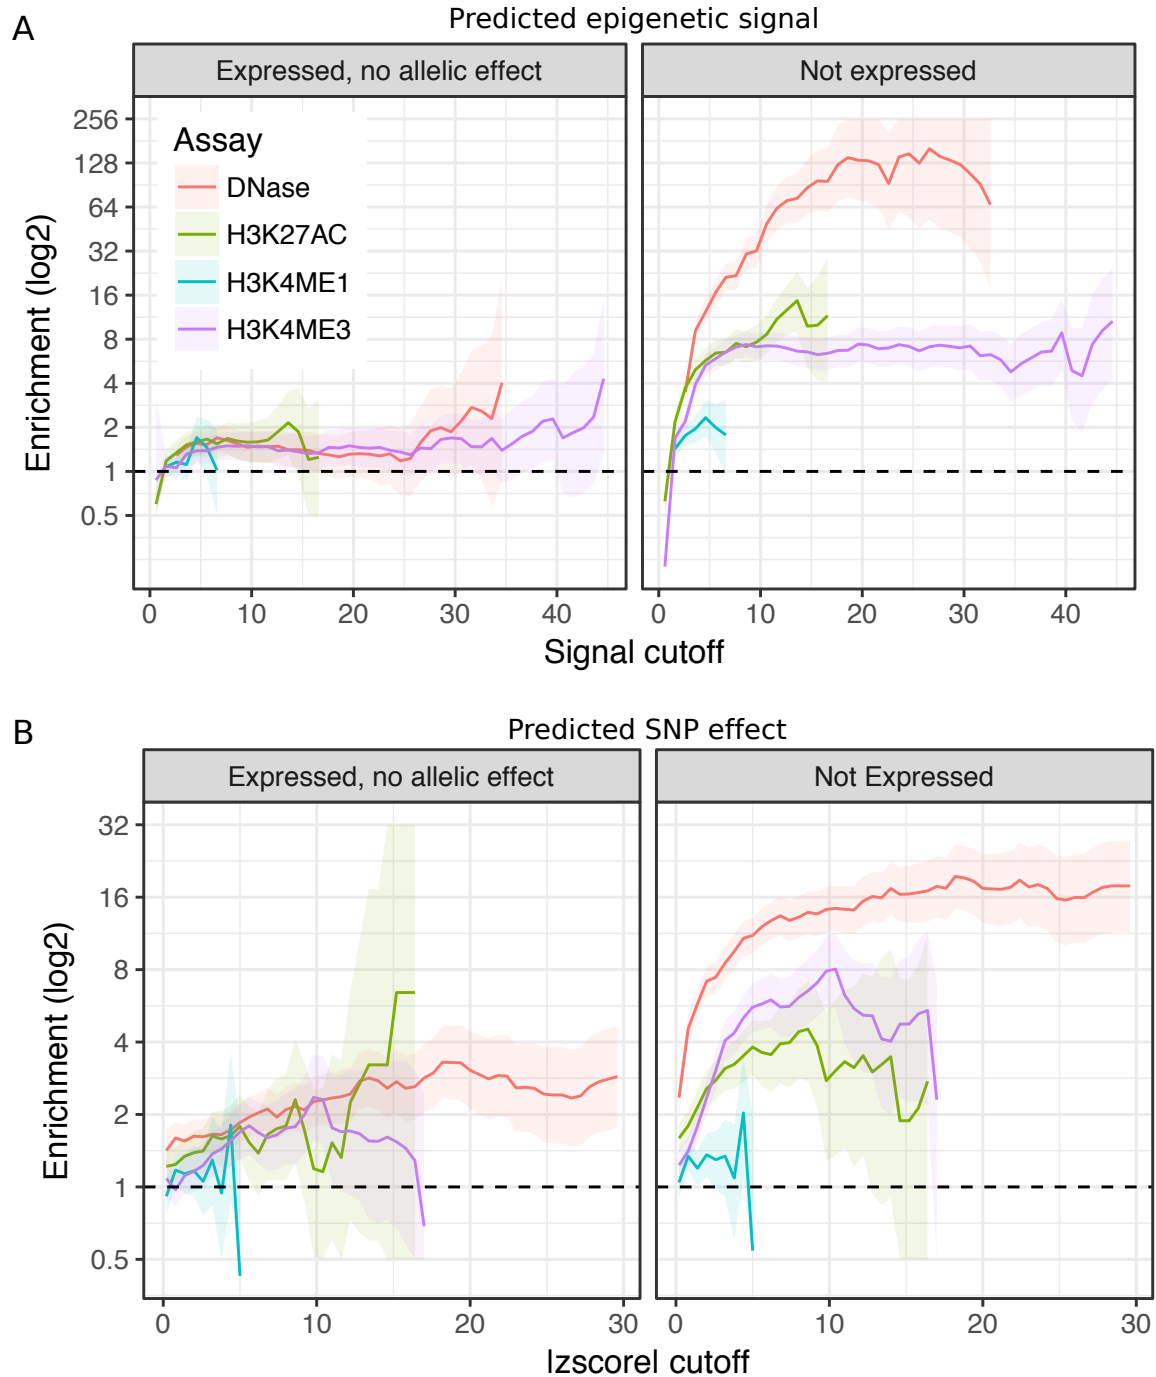 A
Predicted epigenetic signal
Expressed, no allelic effect
Not expressed
256
128
64
32
16
8
4
2
1
0.5
Enrichment (log2)
Assay
DNase
H3K27AC
H3K4ME1
H3K4ME3
0 10 20 30 40
0 10 20 30 40
Signal cutoff
B
Predicted SNP effect
Expressed, no allelic effect
Not Expressed
32
16
8
4
2
1
0.5
Enrichment (log2)
0 10 20 30
0 10 20 30
lzscorel cutoff